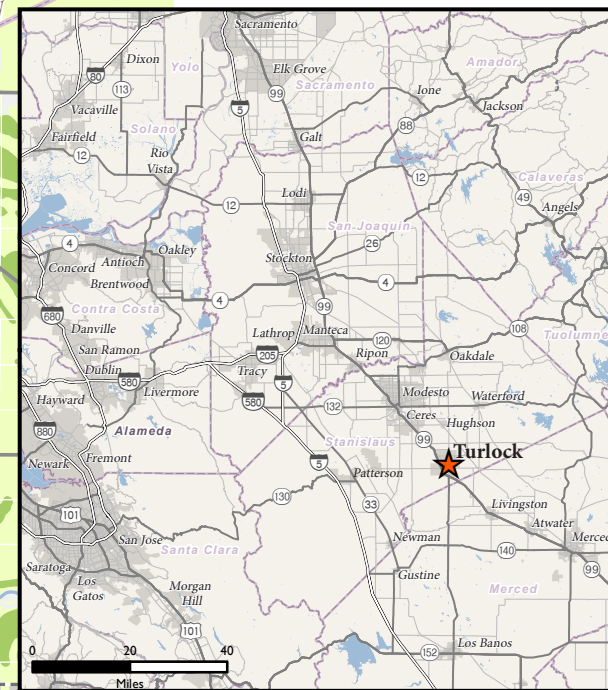 Sacramento
Dixon
Yolo
80
Elk Grove
Amador
113
99
Sacramento
Ione
Vacaville
5
Jackson
Solano
88
Fairfield
Galt
12
Rio
Vista
12
Calaveras
Lodi
49
12
Angels
San Joaquin
4
26
Oakley
Stockton
Concord
Antioch
Brentwood
4
4
680
Contra Costa
99
Danville
Lathrop
Manteca
108
Tuolumne
San Ramon
120
205
Ripon
Oakdale
Dublin
Tracy
580
5
Livermore
Modesto
Hayward
580
Waterford
132
Ceres
Hughson
880
Alameda
Stanislaus
99
Turlock
Newark
Fremont
5
Patterson
130
33
Livingston
101
Atwater
San Jose
Newman
Merced
Santa Clara
140
Saratoga
Gustine
99
Los
Gatos
Morgan
Hill
Merced
101
Los Banos
152
0 20 40
Miles